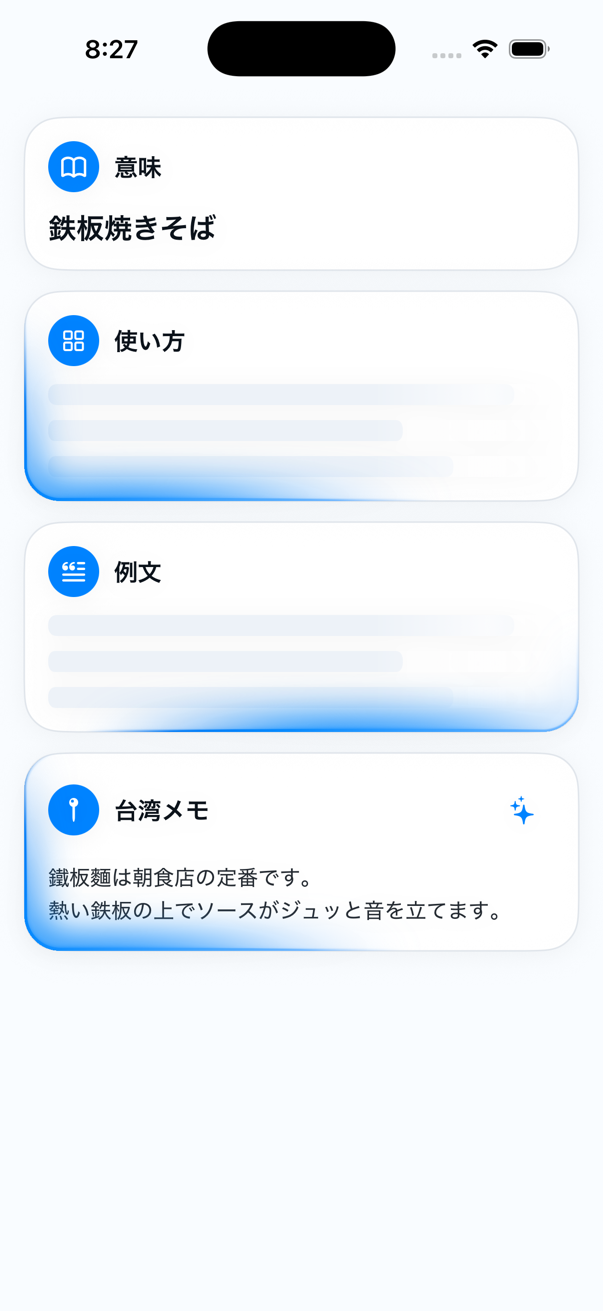 8:27
意味
鉄板焼きそば
使い方
例文
台湾メモ
鐵板麵は朝食店の定番です。
熱い鉄板の上でソースがジュッと音を立てます。